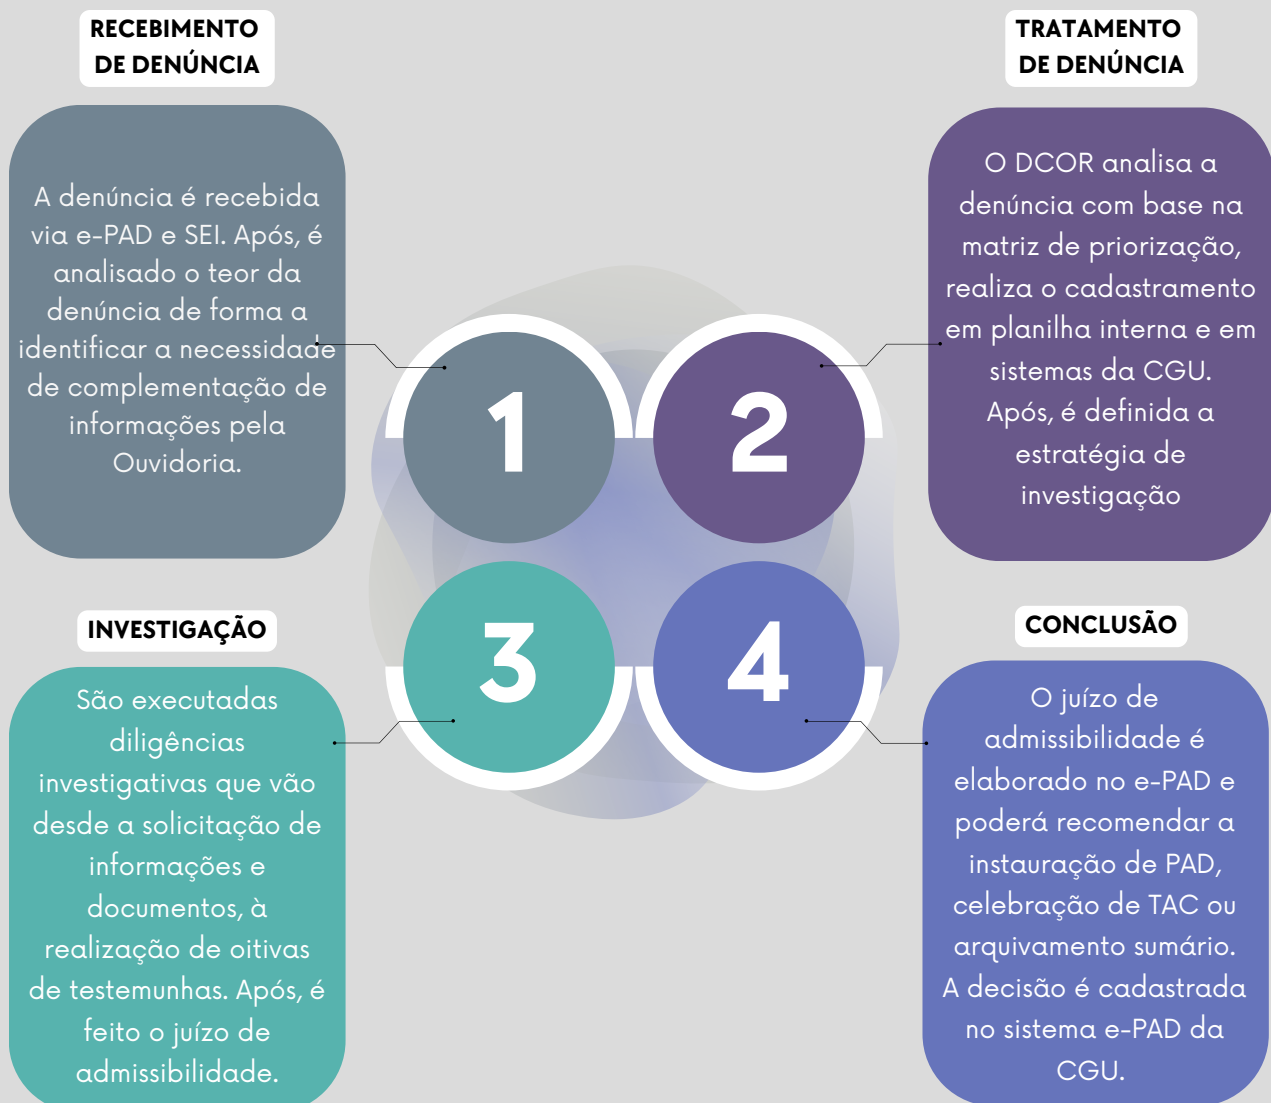 RECEBIMENTO
DE DENÚNCIA
A denúncia é recebida
via e-PAD e SEI. Após, é
analisado o teor da
denúncia de forma a
identificar a necessidade
de complementação de
informações pela
Ouvidoria.
TRATAMENTO
DE DENÚNCIA
O DCOR analisa a
denúncia com base na
matriz de priorização,
realiza o cadastramento
em planilha interna e em
sistemas da CGU.
Após, é definida a
estratégia de
investigação
1
2
3
4
INVESTIGAÇÃO
São executadas
diligências
investigativas que vão
desde a solicitação de
informações e
documentos, à
realização de oitivas
de testemunhas. Após, é
feito o juízo de
admissibilidade.
CONCLUSÃO
O juízo de
admissibilidade é
elaborado no e-PAD e
poderá recomendar a
instauração de PAD,
celebração de TAC ou
arquivamento sumário.
A decisão é cadastrada
no sistema e-PAD da
CGU.